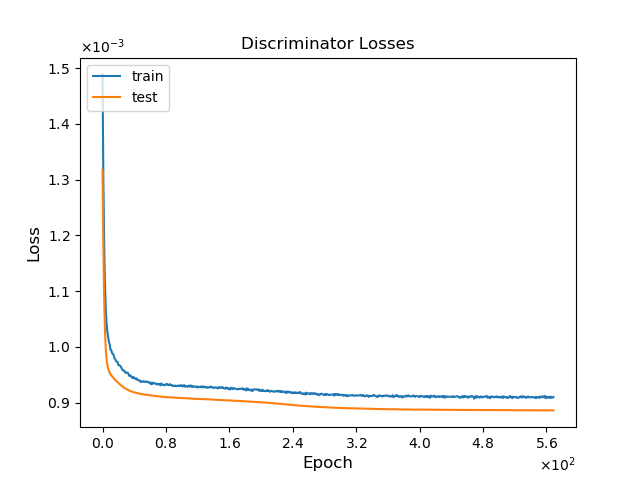 Discriminator Losses
×10⁻³
1.5
1.4
1.3
1.2
1.1
1.0
0.9
Loss
train
test
0.0 0.8 1.6 2.4 3.2 4.0 4.8 5.6
Epoch
×10²